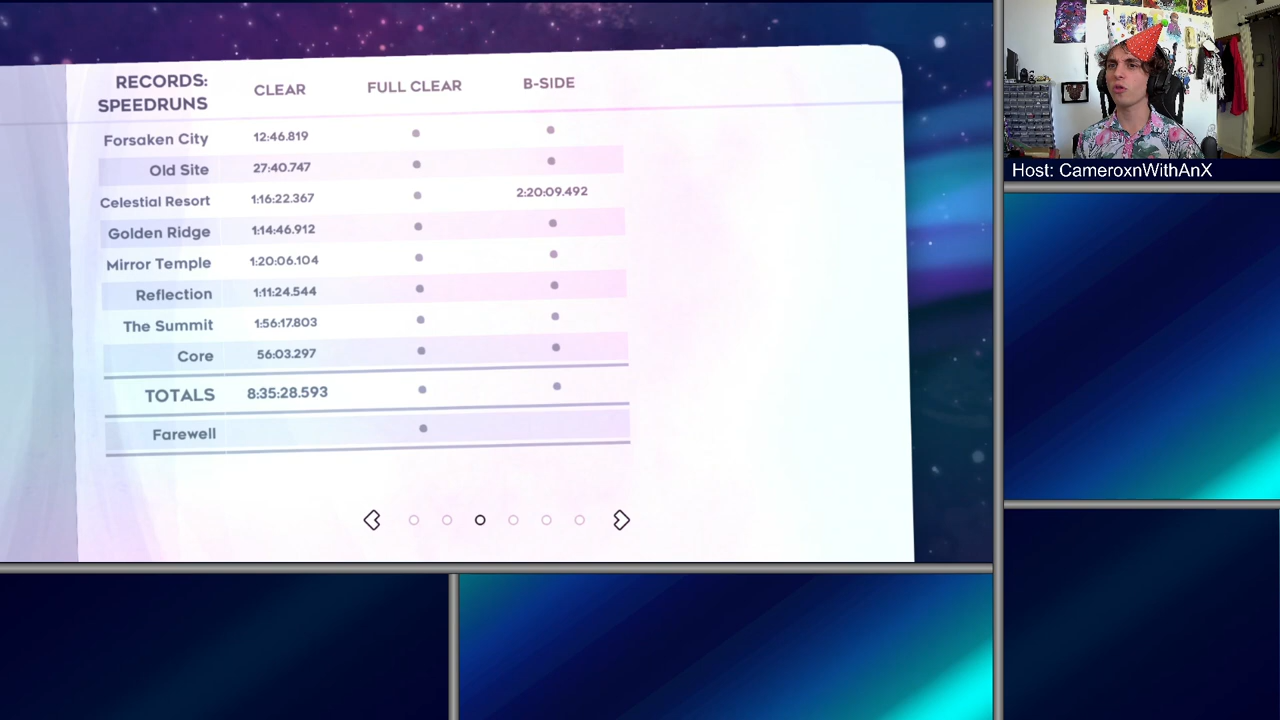 RECORDS: SPEEDRUNS CLEAR FULL CLEAR B-SIDE
Forsaken City 12:46.819
Old Site 27:40.747
Celestial Resort 1:16:22.367 2:20:09.492
Golden Ridge 1:14:46.912
Mirror Temple 1:20:06.104
Reflection 1:11:24.544
The Summit 1:56:17.803
Core 56:03.297
TOTALS 8:35:28.593
Farewell
Host: CameroxnWithAnX